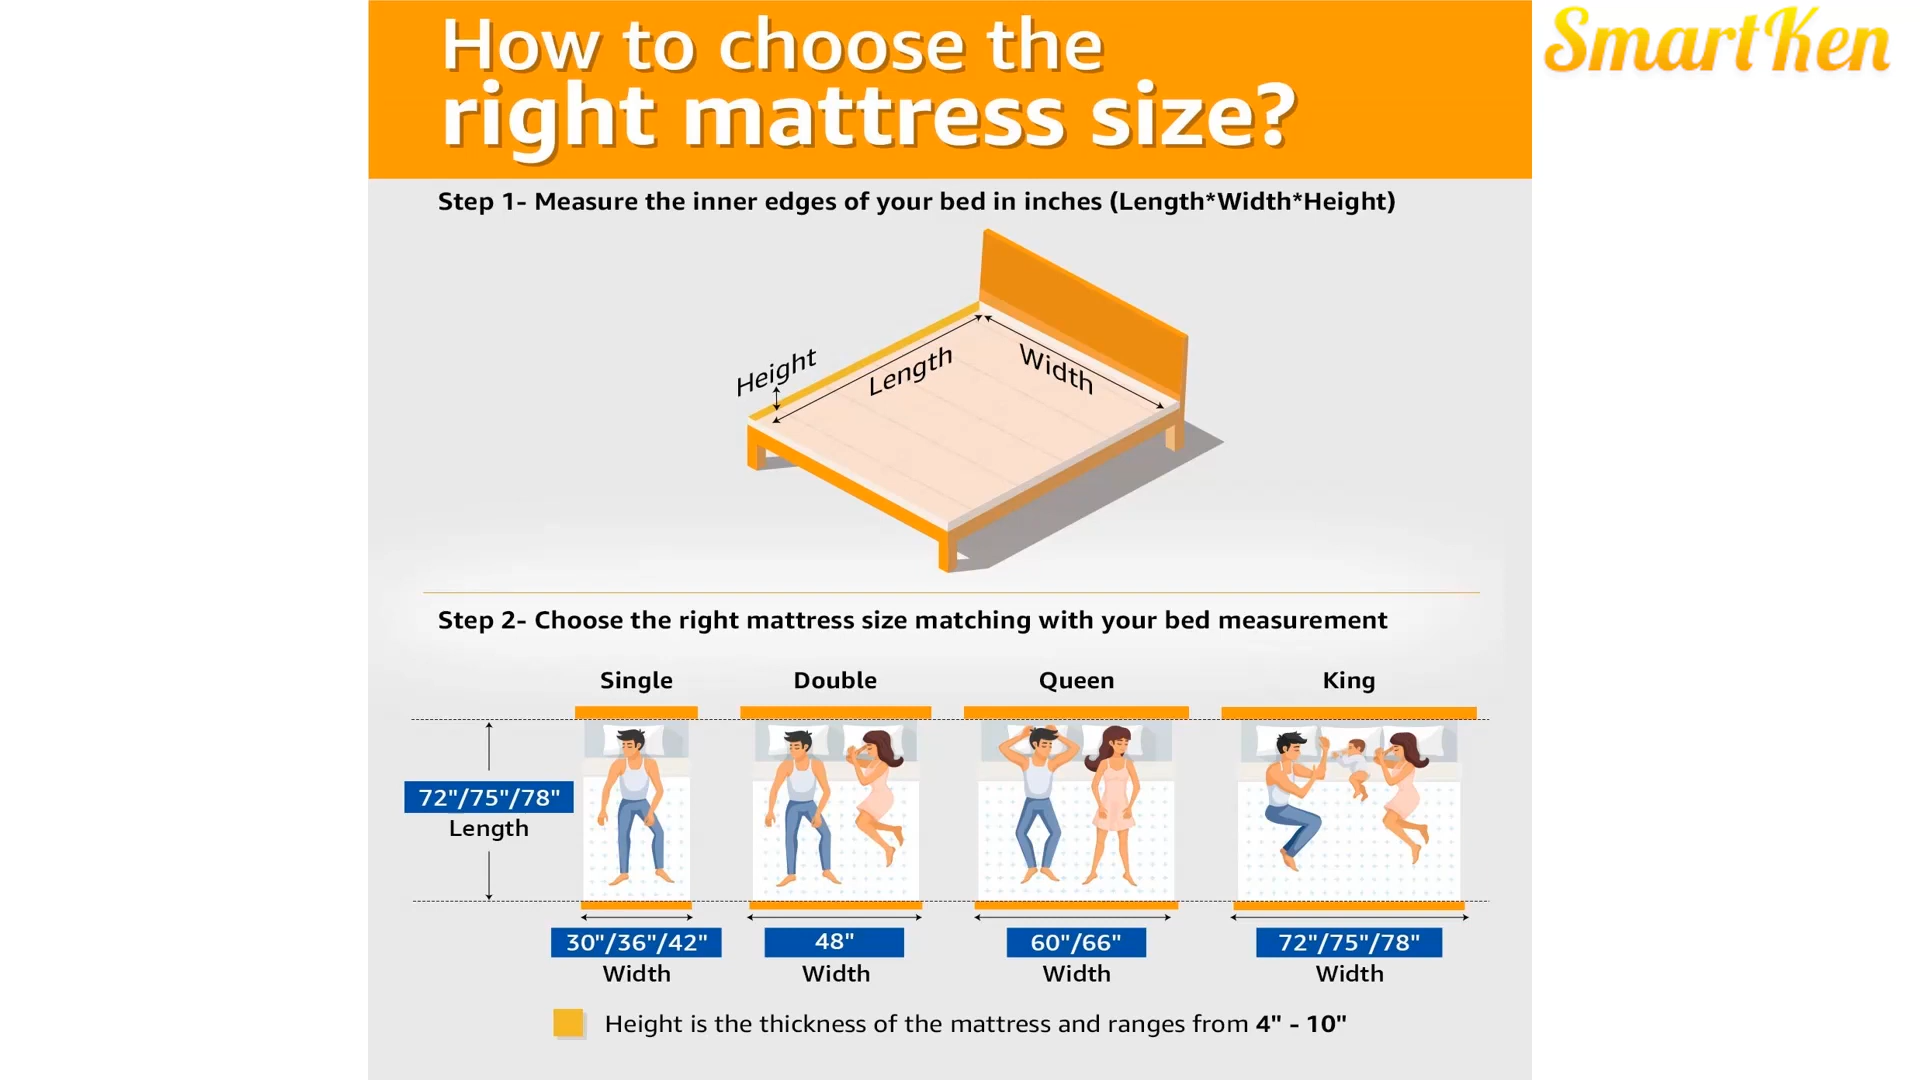 How to choose the
right mattress size?
SmartKen
Step 1- Measure the inner edges of your bed in inches (Length*Width*Height)
Height
Length
Width
Step 2- Choose the right mattress size matching with your bed measurement
Single
Double
Queen
King
72"/75"/78"
Length
30"/36"/42"
Width
48"
Width
60"/66"
Width
72"/75"/78"
Width
Height is the thickness of the mattress and ranges from 4" - 10"